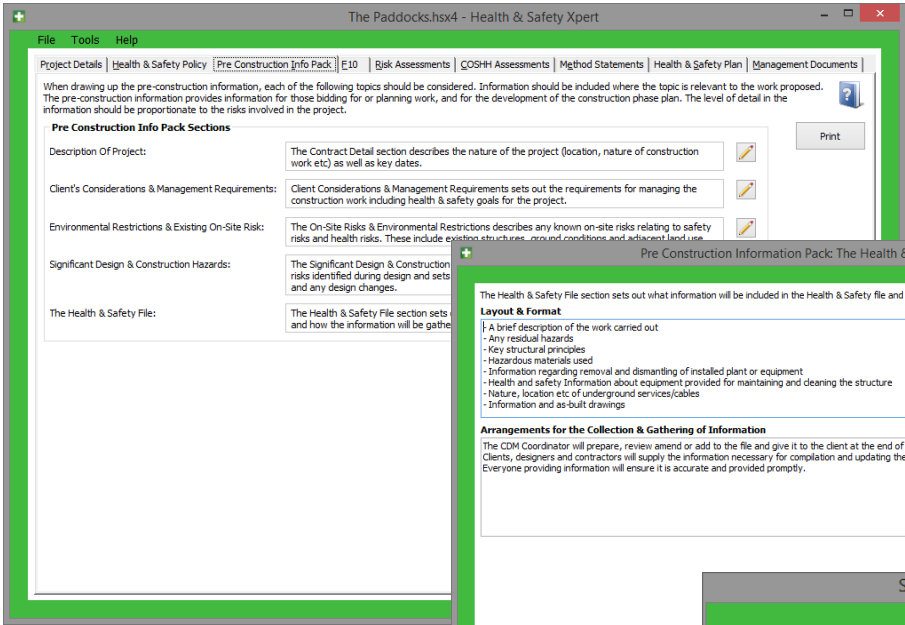 The Paddocks.hsx4 - Health & Safety Xpert
File Tools Help
Project Details Health & Safety Policy Pre Construction Info Pack F10 Risk Assessments COSHH Assessments Method Statements Health & Safety Plan Management Documents
When drawing up the pre-construction information, each of the following topics should be considered. Information should be included where the topic is relevant to the work proposed.
The pre-construction information provides information for those bidding for or planning work, and for the development of the construction phase plan. The level of detail in the
information should be proportionate to the risks involved in the project.
Print
Pre Construction Info Pack Sections
Description Of Project:
The Contract Detail section describes the nature of the project (location, nature of construction
work etc) as well as key dates.
Client's Considerations & Management Requirements:
Client Considerations & Management Requirements sets out the requirements for managing the
construction work including health & safety goals for the project.
Environmental Restrictions & Existing On-Site Risk:
The On-Site Risks & Environmental Restrictions describes any known on-site risks relating to safety
risks and health risks. These include existing structures, ground conditions and adjacent land use
Significant Design & Construction Hazards:
The Significant Design & Construction
risks identified during design and sets
and any design changes.
The Health & Safety File:
The Health & Safety File section sets
and how the information will be gathe
Pre Construction Information Pack: The Health &
The Health & Safety File section sets out what information will be included in the Health & Safety file and
Layout & Format
- A brief description of the work carried out
- Any residual hazards
- Key structural principles
- Hazardous materials used
- Information regarding removal and dismantling of installed plant or equipment
- Health and safety Information about equipment provided for maintaining and cleaning the structure
- Nature, location etc of underground services/cables
- Information and as-built drawings
Arrangements for the Collection & Gathering of Information
The CDM Coordinator will prepare, review amend or add to the file and give it to the client at the end of
Clients, designers and contractors will supply the information necessary for compilation and updating the
Everyone providing information will ensure it is accurate and provided promptly.
S